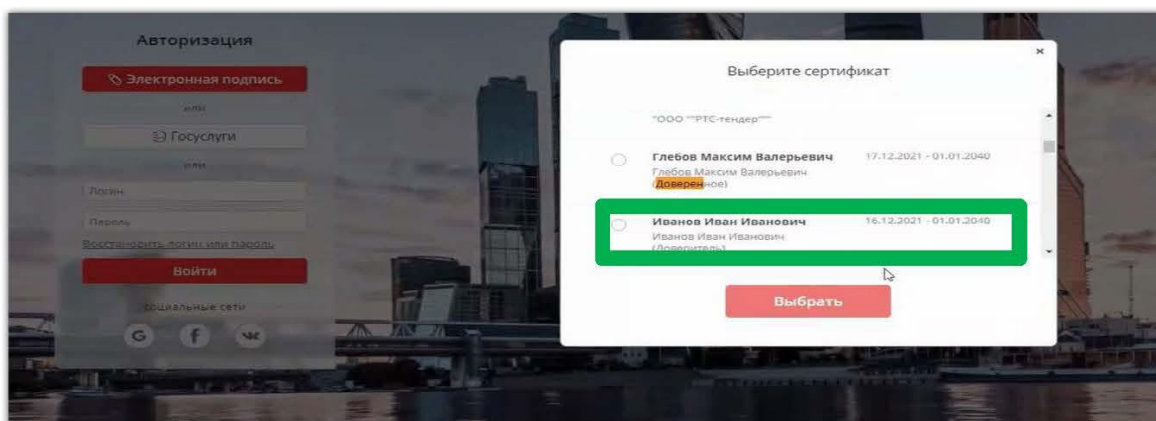 Авторизация
Электронная подпись
или
Госуслуги
или
Логин
Пароль
Восстановить логин или пароль
Войти
социальные сети
G f
Выберите сертификат
×
"ООО ""РТС-тендер"""
Глебов Максим Валерьевич 17.12.2021 - 01.01.2040
Глебов Максим Валерьевич
(Доверенное)
Иванов Иван Иванович 16.12.2021 - 01.01.2040
Иванов Иван Иванович
(Доверитель)
Выбрать